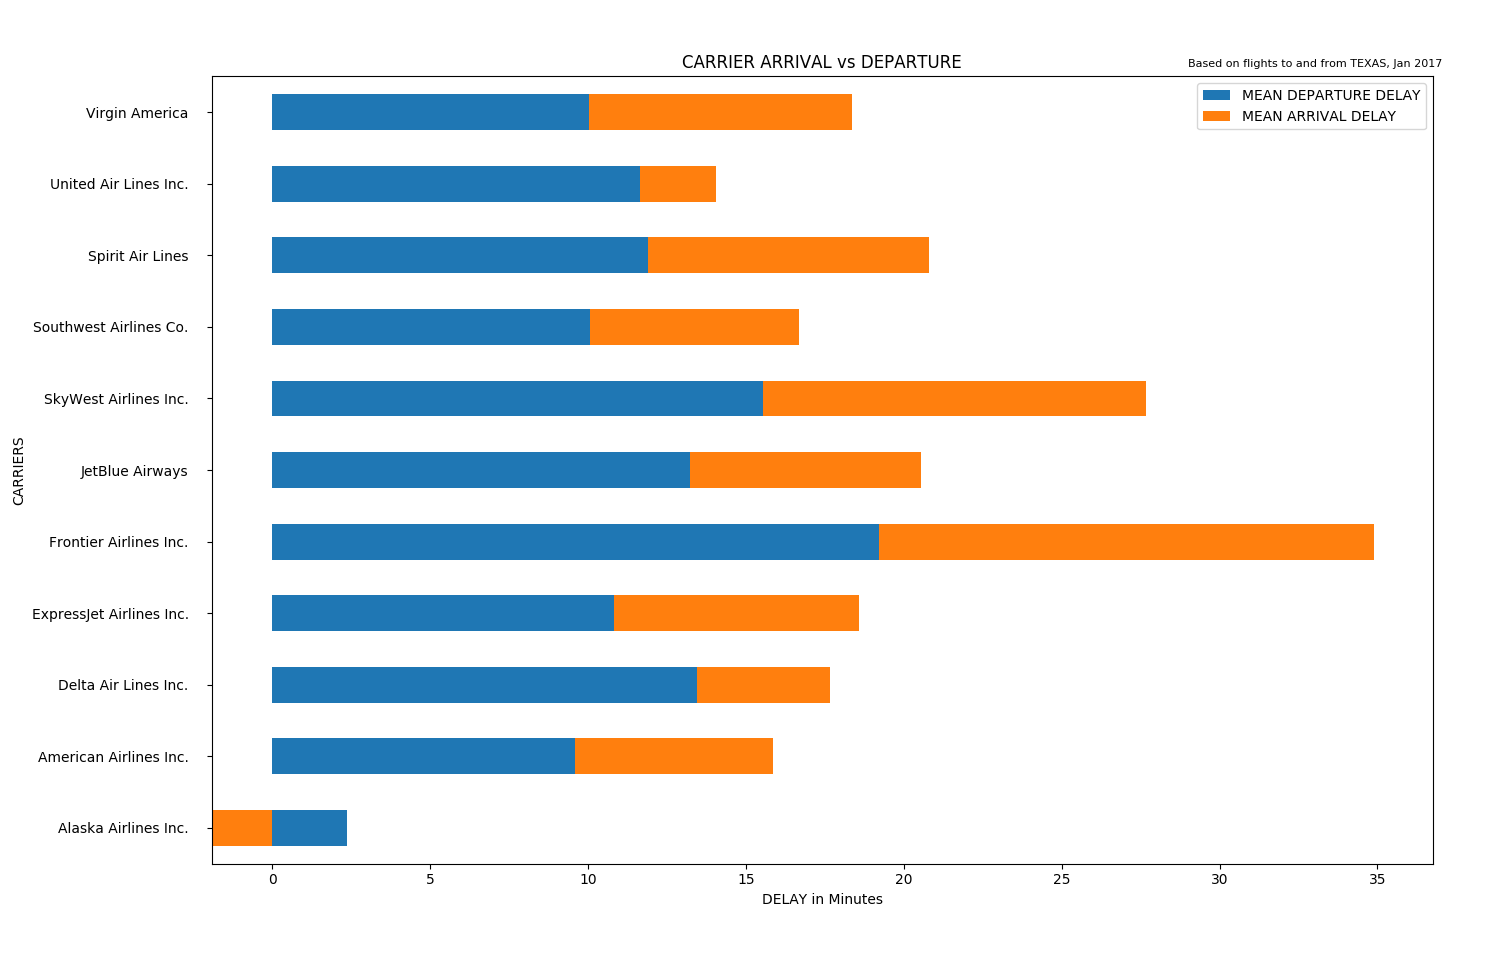 CARRIER ARRIVAL vs DEPARTURE
Based on flights to and from TEXAS, Jan 2017
MEAN DEPARTURE DELAY
MEAN ARRIVAL DELAY
CARRIERS
Virgin America
United Air Lines Inc.
Spirit Air Lines
Southwest Airlines Co.
SkyWest Airlines Inc.
JetBlue Airways
Frontier Airlines Inc.
ExpressJet Airlines Inc.
Delta Air Lines Inc.
American Airlines Inc.
Alaska Airlines Inc.
0 5 10 15 20 25 30 35
DELAY in Minutes